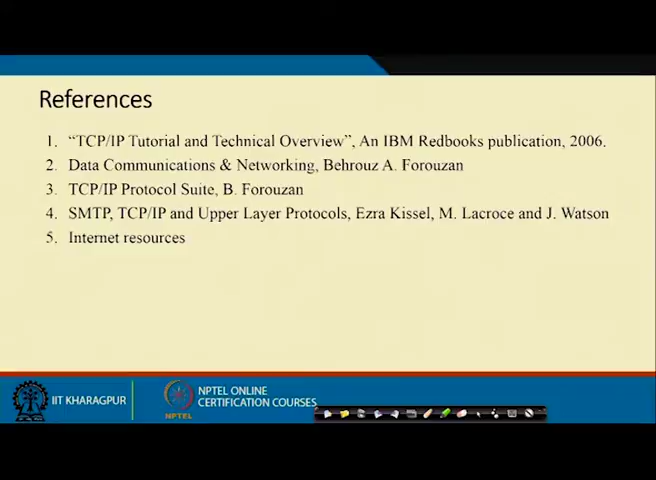 References
1. “TCP/IP Tutorial and Technical Overview”, An IBM Redbooks publication, 2006.
2. Data Communications & Networking, Behrouz A. Forouzan
3. TCP/IP Protocol Suite, B. Forouzan
4. SMTP, TCP/IP and Upper Layer Protocols, Ezra Kissel, M. Lacroce and J. Watson
5. Internet resources
IIT KHARAGPUR
NPTEL
NPTEL ONLINE
CERTIFICATION COURSES